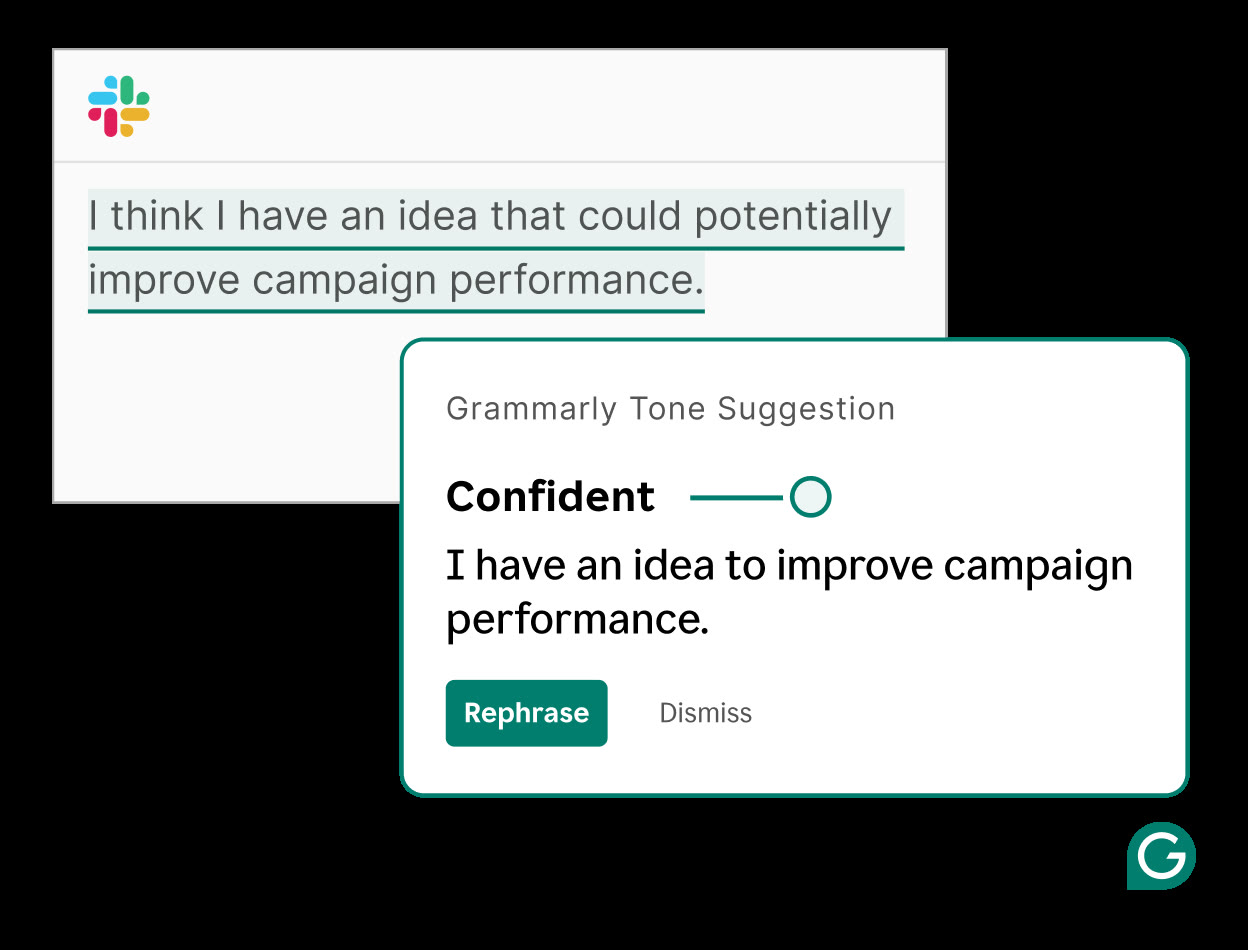 I think I have an idea that could potentially
improve campaign performance.
Grammarly Tone Suggestion
Confident
I have an idea to improve campaign
performance.
Rephrase Dismiss
G